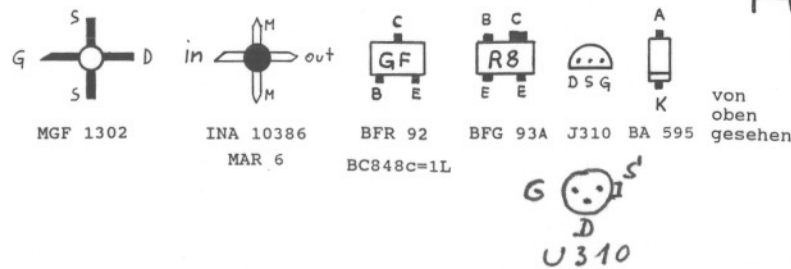 S C B C A
G D in M out GF R8 D S G
S M B E E E K
von
oben
MGF 1302 INA 10386 BFR 92 BFG 93A J310 BA 595 gesehen
MAR 6 BC848c=1L
G S
D
U310